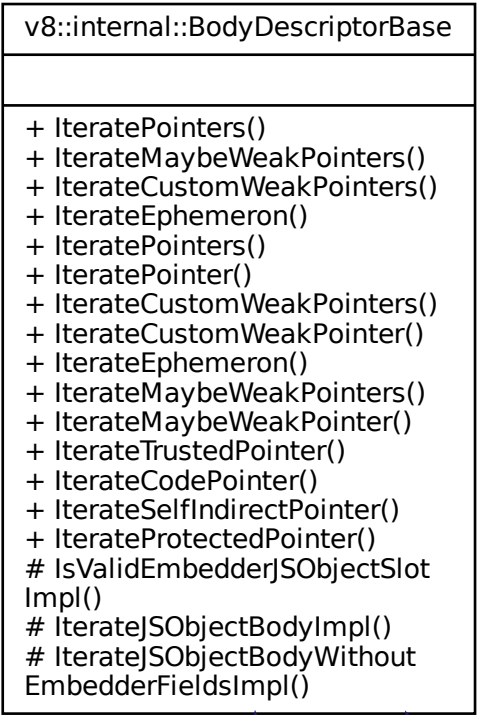 v8::internal::BodyDescriptorBase
+ IteratePointers()
+ IterateMaybeWeakPointers()
+ IterateCustomWeakPointers()
+ IterateEphemeron()
+ IteratePointers()
+ IteratePointer()
+ IterateCustomWeakPointers()
+ IterateCustomWeakPointer()
+ IterateEphemeron()
+ IterateMaybeWeakPointers()
+ IterateMaybeWeakPointer()
+ IterateTrustedPointer()
+ IterateCodePointer()
+ IterateSelfIndirectPointer()
+ IterateProtectedPointer()
# IsValidEmbedderJSObjectSlot
Impl()
# IterateJSObjectBodyImpl()
# IterateJSObjectBodyWithout
EmbedderFieldsImpl()